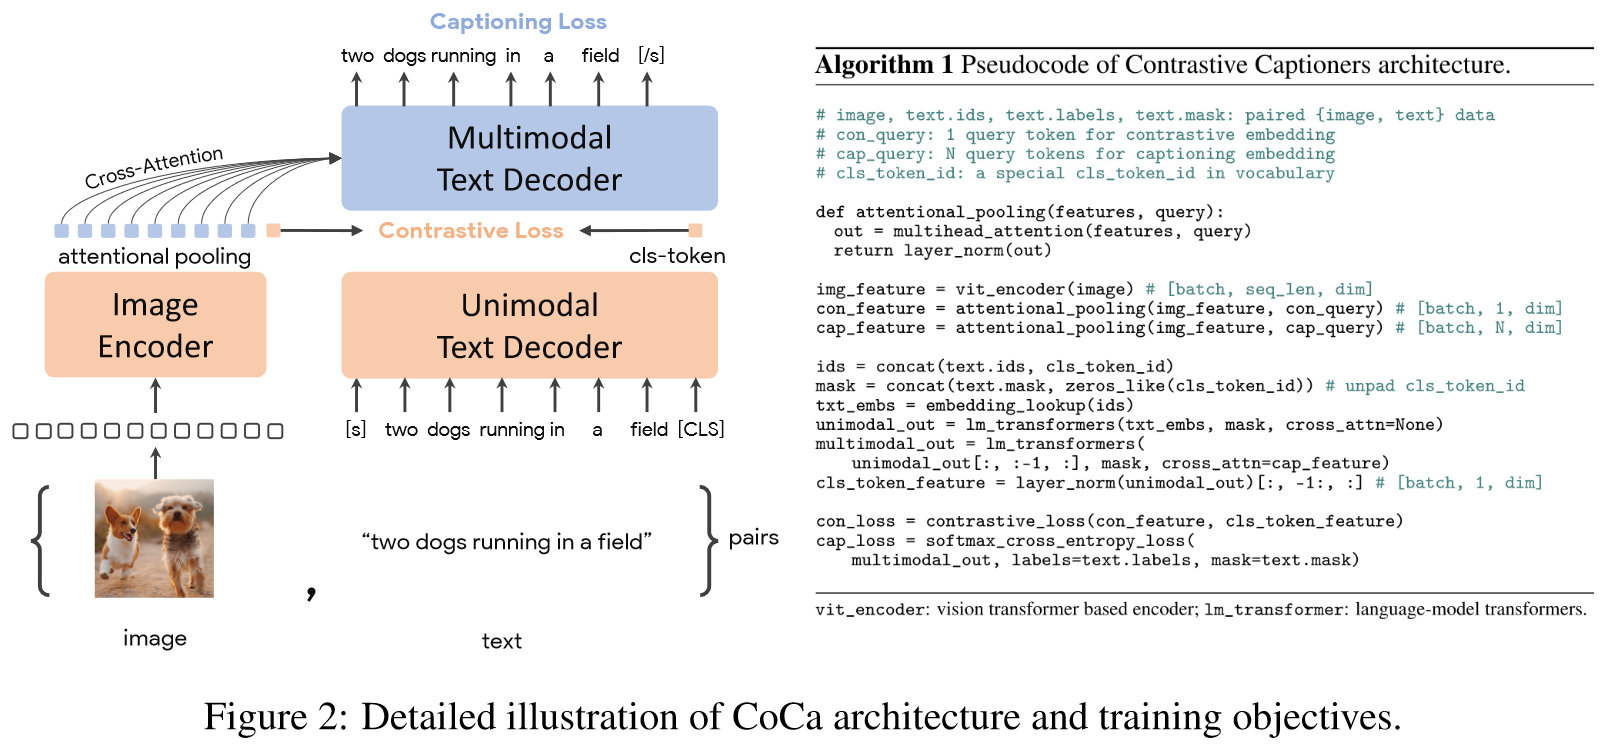 Captioning Loss
two dogs running in a field [/s]
Multimodal
Text Decoder
Cross-Attention
Contrastive Loss
attentional pooling
cls-token
Image
Encoder
Unimodal
Text Decoder
[s] two dogs running in a field [CLS]
“two dogs running in a field”
pairs
,
image
text
Algorithm 1 Pseudocode of Contrastive Captioners architecture.
# image, text.ids, text.labels, text.mask: paired {image, text} data
# con_query: 1 query token for contrastive embedding
# cap_query: N query tokens for captioning embedding
# cls_token_id: a special cls_token_id in vocabulary
def attentional_pooling(features, query):
  out = multihead_attention(features, query)
  return layer_norm(out)
img_feature = vit_encoder(image) # [batch, seq_len, dim]
con_feature = attentional_pooling(img_feature, con_query) # [batch, 1, dim]
cap_feature = attentional_pooling(img_feature, cap_query) # [batch, N, dim]
ids = concat(text.ids, cls_token_id)
mask = concat(text.mask, zeros_like(cls_token_id)) # unpad cls_token_id
txt_embs = embedding_lookup(ids)
unimodal_out = lm_transformers(txt_embs, mask, cross_attn=None)
multimodal_out = lm_transformers(
    unimodal_out[:, :-1, :], mask, cross_attn=cap_feature)
cls_token_feature = layer_norm(unimodal_out)[:, -1:, :] # [batch, 1, dim]
con_loss = contrastive_loss(con_feature, cls_token_feature)
cap_loss = softmax_cross_entropy_loss(
    multimodal_out, labels=text.labels, mask=text.mask)
vit_encoder: vision transformer based encoder; lm_transformer: language-model transformers.
Figure 2: Detailed illustration of CoCa architecture and training objectives.